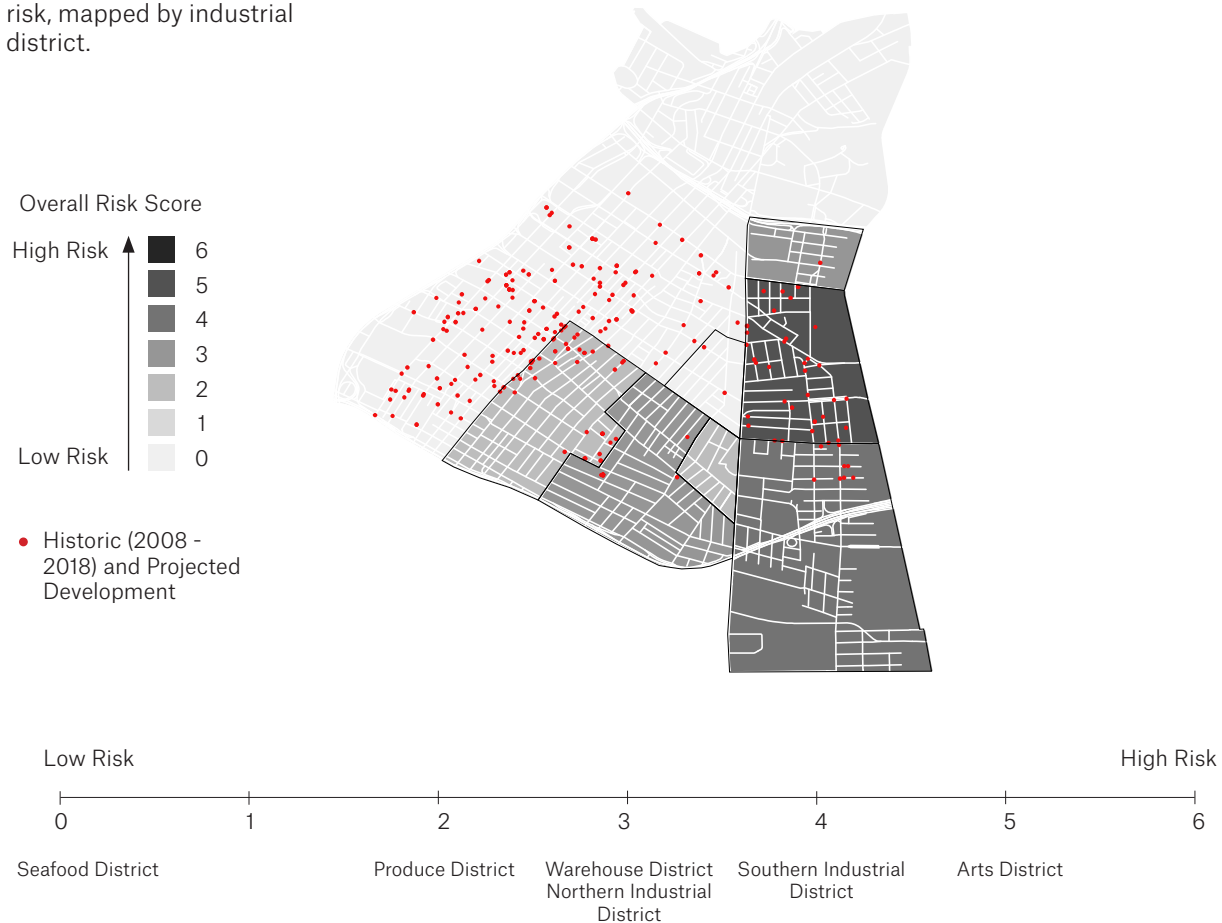 risk, mapped by industrial
district.
Overall Risk Score
High Risk
6
5
4
3
2
1
Low Risk
0
Historic (2008 -
2018) and Projected
Development
Low Risk
High Risk
0
1
2
3
4
5
6
Seafood District
Produce District
Warehouse District
Northern Industrial
District
Southern Industrial
District
Arts District